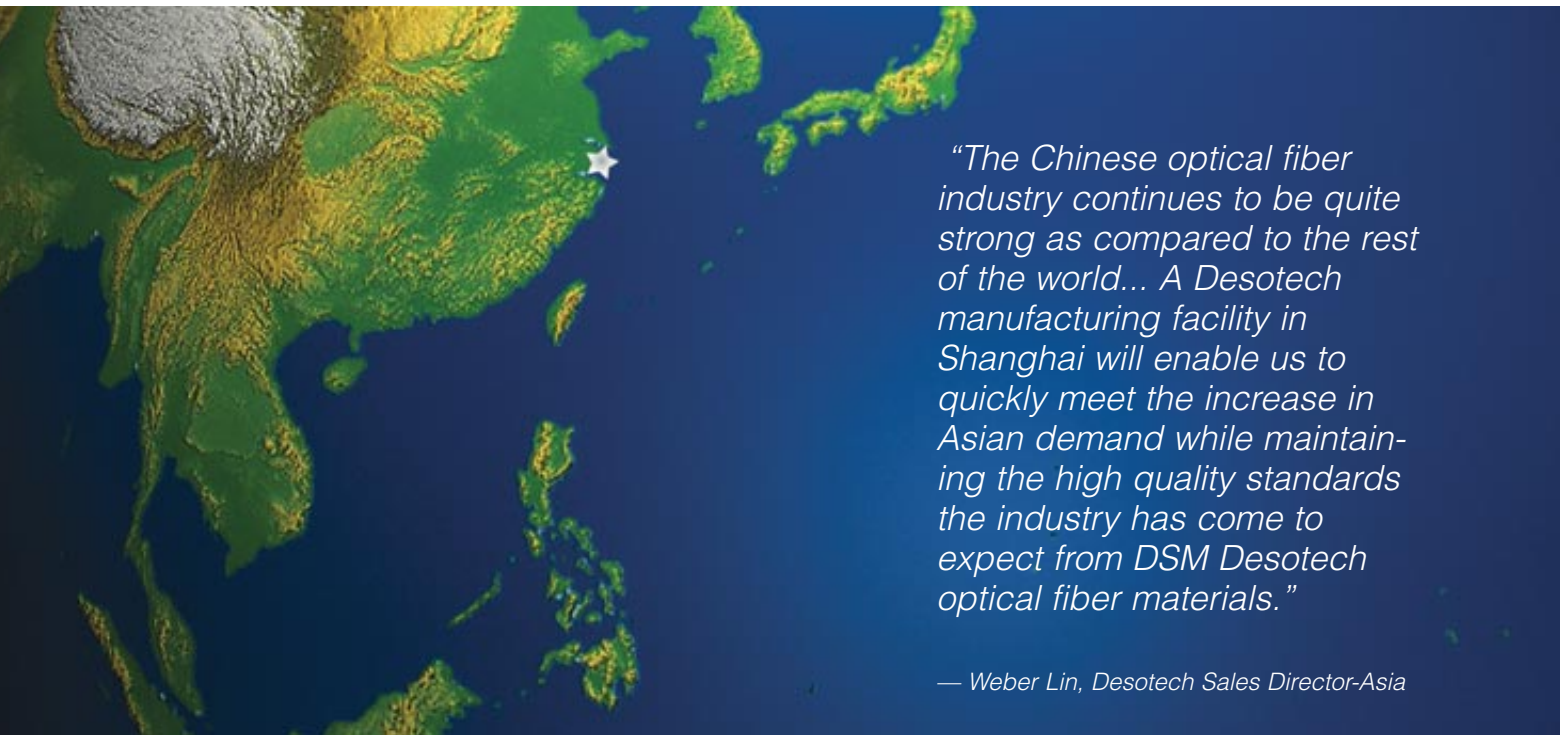 “The Chinese optical fiber
industry continues to be quite
strong as compared to the rest
of the world... A Desotech
manufacturing facility in
Shanghai will enable us to
quickly meet the increase in
Asian demand while maintain-
ing the high quality standards
the industry has come to
expect from DSM Desotech
optical fiber materials.”
— Weber Lin, Desotech Sales Director-Asia